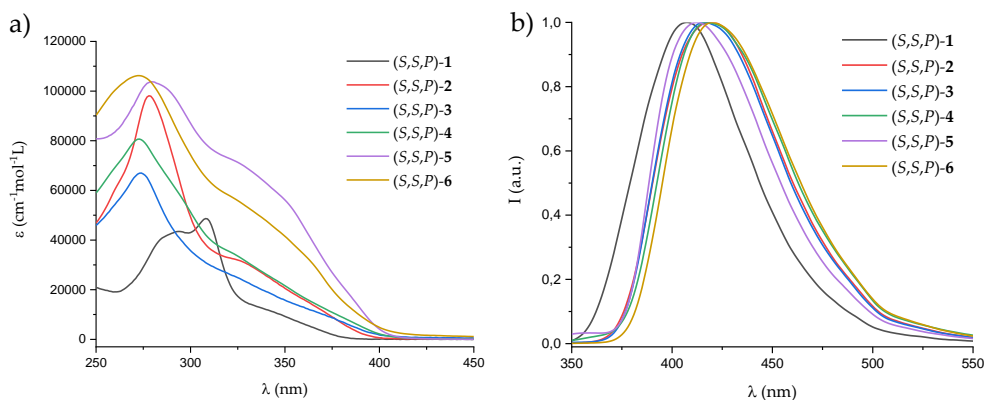 a)
ε (cm⁻¹mol⁻¹L)
120000
100000
80000
60000
40000
20000
0
250
300
350
400
450
λ (nm)
(S,S,P)-1
(S,S,P)-2
(S,S,P)-3
(S,S,P)-4
(S,S,P)-5
(S,S,P)-6
b)
I (a.u.)
1,0
0,8
0,6
0,4
0,2
0,0
350
400
450
500
550
λ (nm)
(S,S,P)-1
(S,S,P)-2
(S,S,P)-3
(S,S,P)-4
(S,S,P)-5
(S,S,P)-6